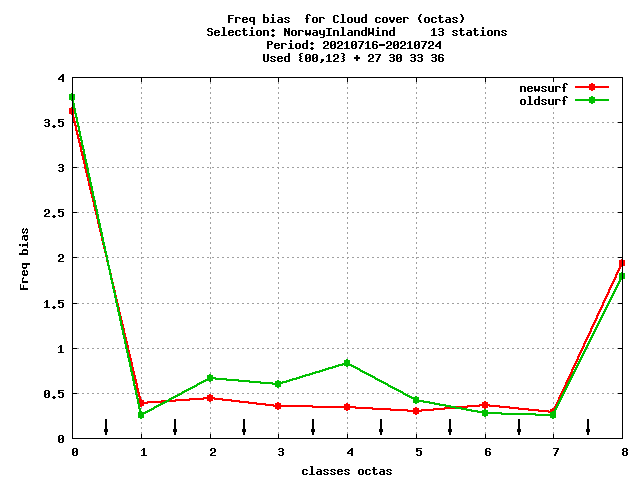 Freq bias  for Cloud cover (octas)
Selection: NorwayInlandWind     13 stations
Period: 20210716-20210724
Used {00,12} + 27 30 33 36
newsurf
oldsurf
4
3.5
3
2.5
2
1.5
1
0.5
0
Freq bias
0 1 2 3 4 5 6 7 8
classes octas